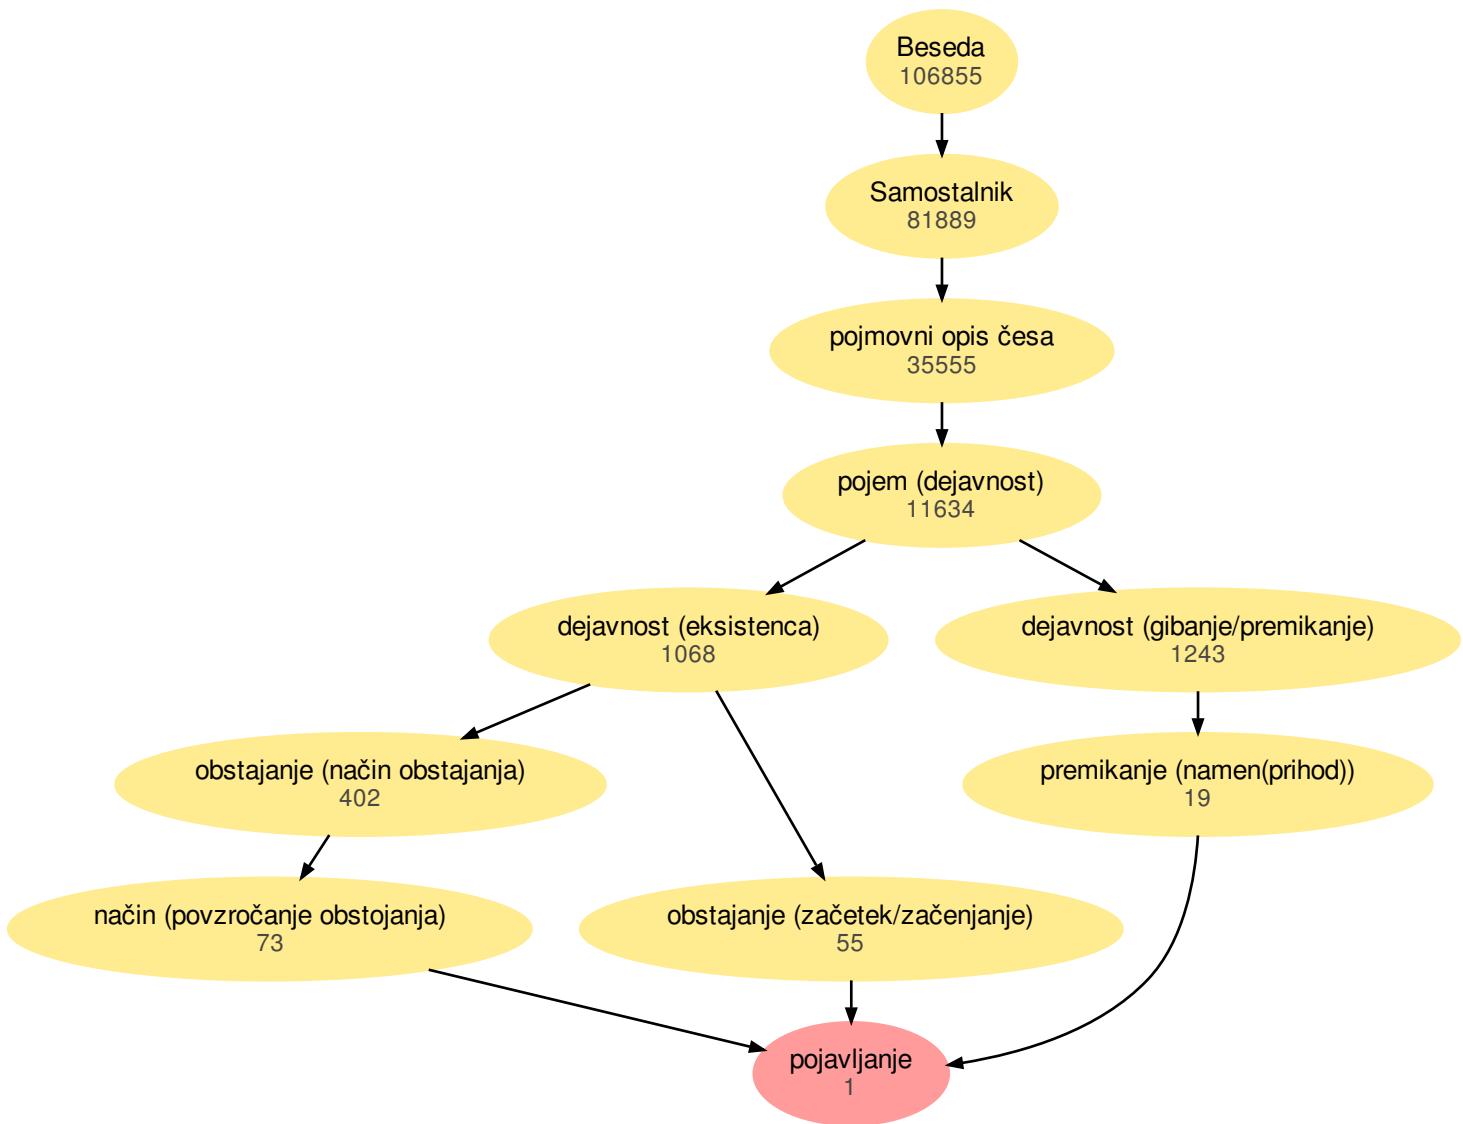 Beseda
106855
Samostalnik
81889
pojmovni opis česa
35555
pojem (dejavnost)
11634
dejavnost (eksistenca)
1068
dejavnost (gibanje/premikanje)
1243
obstajanje (način obstajanja)
402
premikanje (namen(prihod))
19
način (povzročanje obstojanja)
73
obstajanje (začetek/začenjanje)
55
pojavljanje
1